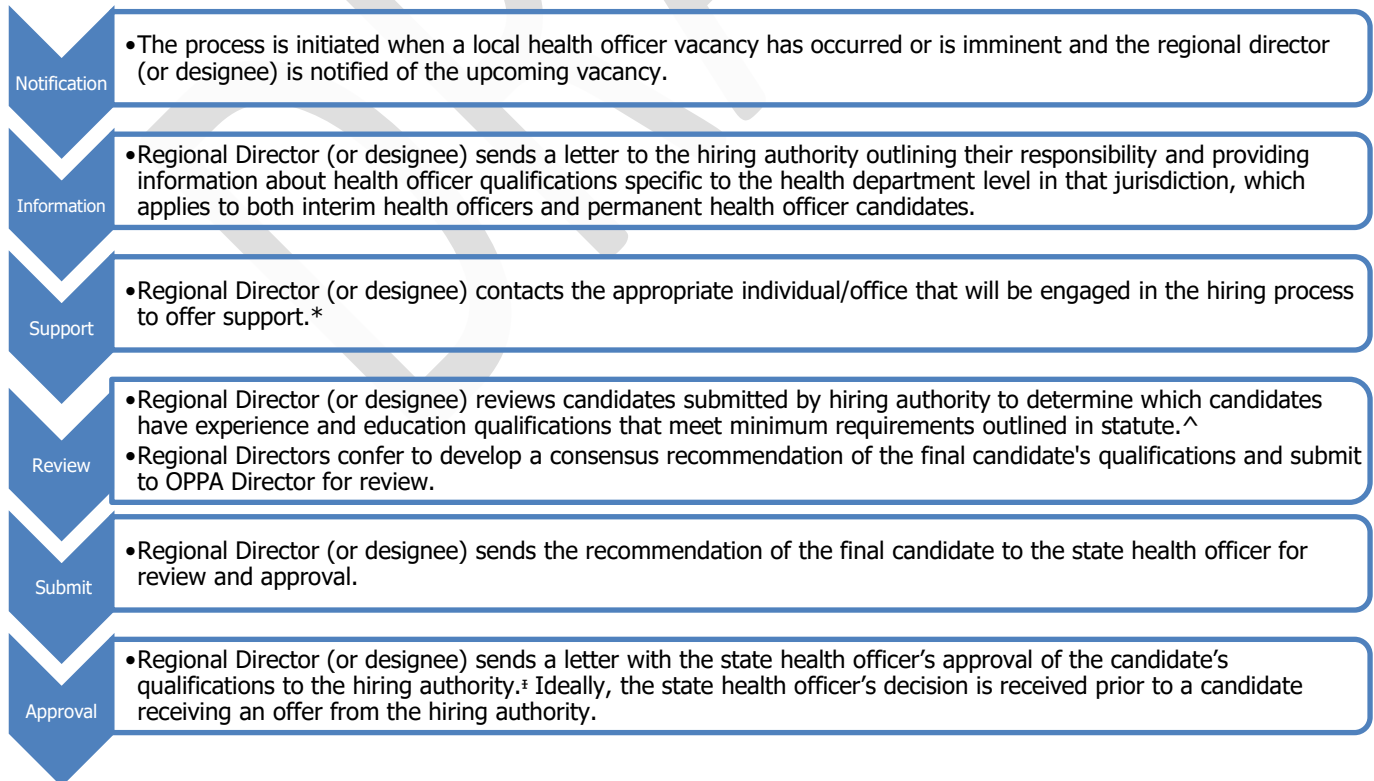 Notification
•The process is initiated when a local health officer vacancy has occurred or is imminent and the regional director
(or designee) is notified of the upcoming vacancy.
Information
•Regional Director (or designee) sends a letter to the hiring authority outlining their responsibility and providing
information about health officer qualifications specific to the health department level in that jurisdiction, which
applies to both interim health officers and permanent health officer candidates.
Support
•Regional Director (or designee) contacts the appropriate individual/office that will be engaged in the hiring process
to offer support.*
Review
•Regional Director (or designee) reviews candidates submitted by hiring authority to determine which candidates
have experience and education qualifications that meet minimum requirements outlined in statute.^
•Regional Directors confer to develop a consensus recommendation of the final candidate's qualifications and submit
to OPPA Director for review.
Submit
•Regional Director (or designee) sends the recommendation of the final candidate to the state health officer for
review and approval.
Approval
•Regional Director (or designee) sends a letter with the state health officer’s approval of the candidate’s
qualifications to the hiring authority.ᵻ Ideally, the state health officer’s decision is received prior to a candidate
receiving an offer from the hiring authority.